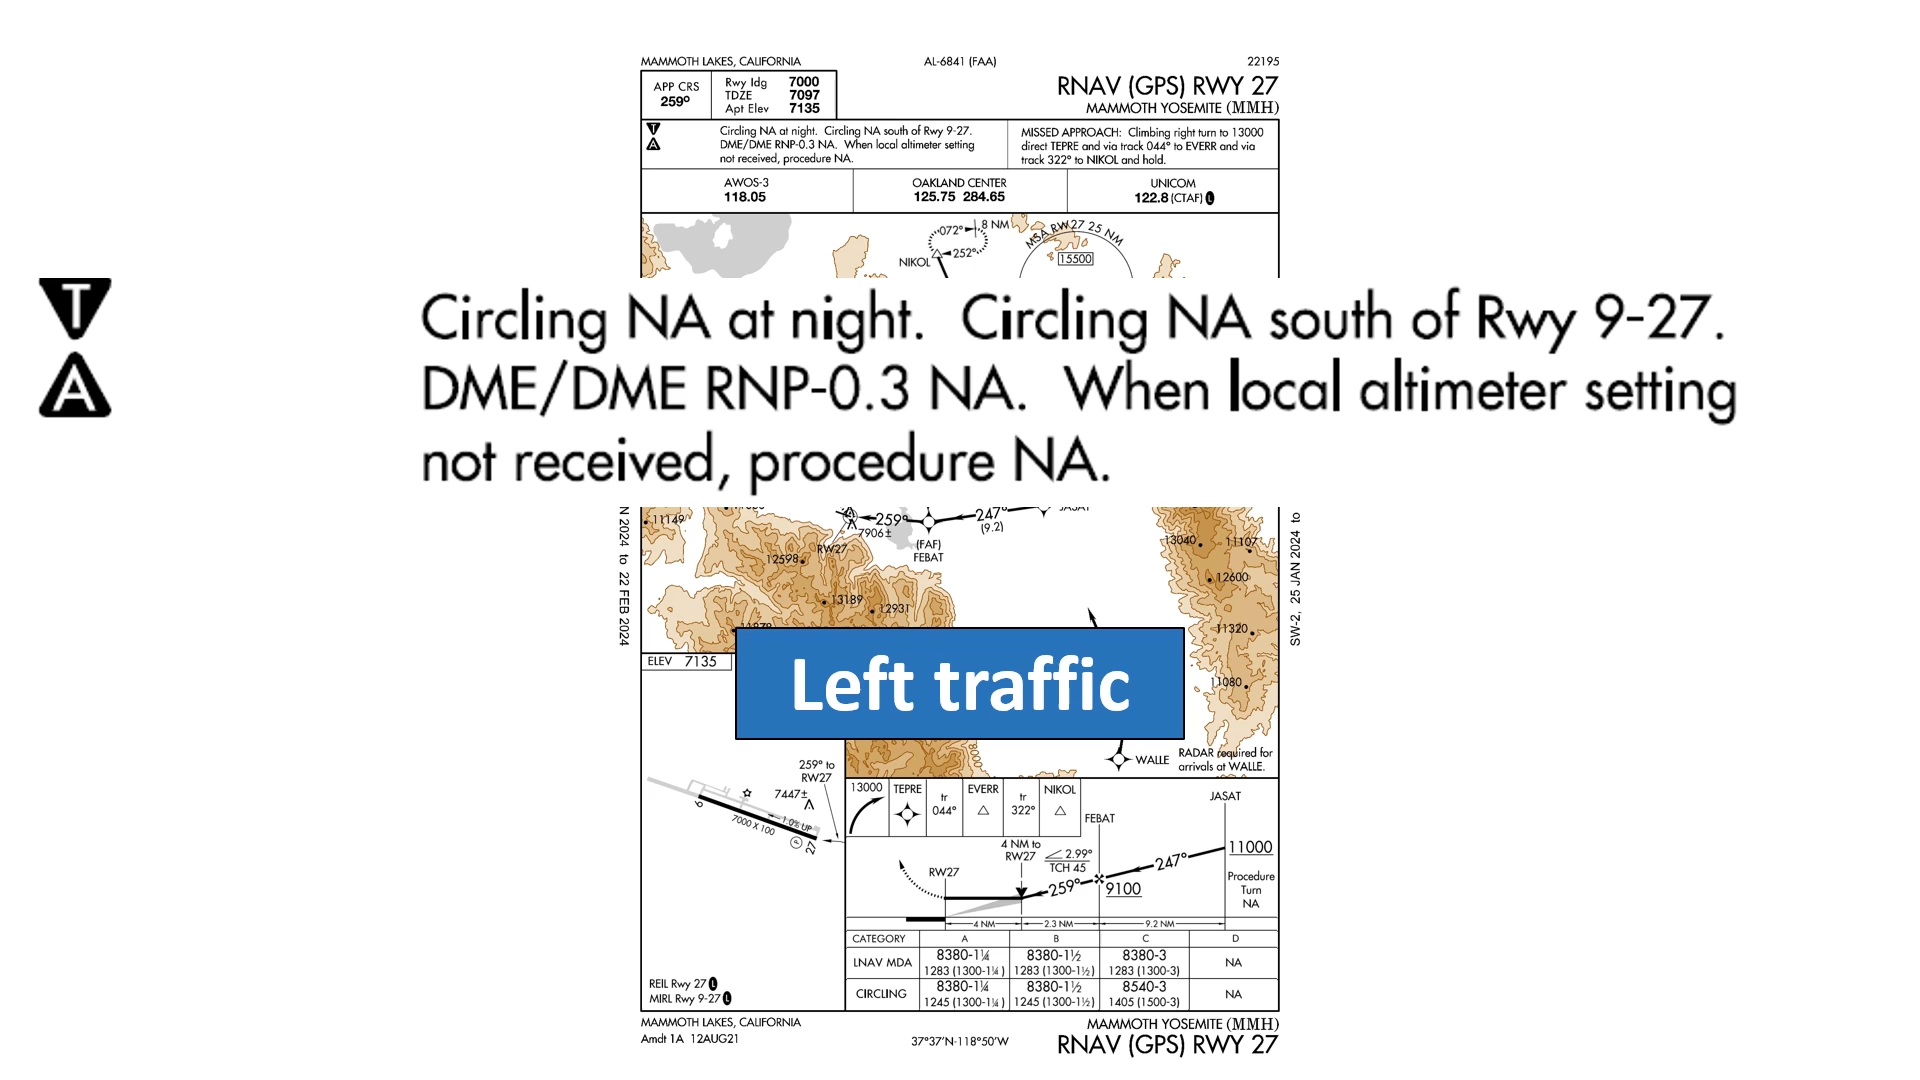 MAMMOTH LAKES, CALIFORNIA
AL-6841 (FAA)
22195
APP CRS
259°
Rwy ldg 7000
TDZE 7097
Apt Elev 7135
RNAV (GPS) RWY 27
MAMMOTH YOSEMITE (MMH)
T
A
Circling NA at night. Circling NA south of Rwy 9-27.
DME/DME RNP-0.3 NA. When local altimeter setting
not received, procedure NA.
MISSED APPROACH: Climbing right turn to 13000
direct TEPRE and via track 044° to EVERR and via
track 322° to NIKOL and hold.
AWOS-3
118.05
OAKLAND CENTER
125.75 284.65
UNICOM
122.8 (CTAF) L
072°
8 NM
252°
NIKOL
MSA RW27 25 NM
15500
T
A
Circling NA at night. Circling NA south of Rwy 9-27.
DME/DME RNP-0.3 NA. When local altimeter setting
not received, procedure NA.
N 2024 to 22 FEB 2024
SW-2, 25 JAN 2024 to
11149
259°
247°
(9.2)
JASAT
7906±
RW27
(FAF)
FEBAT
12598
13189
12931
13040
11107
12600
11320
11080
Left traffic
ELEV 7135
8000
WALLE
RADAR required for
arrivals at WALLE.
259° to
RW27
7447±
9
7000 X 100
1.0% UP
P
27
REIL Rwy 27 L
MIRL Rwy 9-27 L
13000
TEPRE
tr
044°
EVERR
tr
322°
NIKOL
FEBAT
JASAT
4 NM to
RW27
2.99°
TCH 45
RW27
259°
9100
247°
11000
Procedure
Turn
NA
4 NM
2.3 NM
9.2 NM
CATEGORY A B C D
LNAV MDA 8380-1¼ 8380-1½ 8380-3 NA
1283 (1300-1¼) 1283 (1300-1½) 1283 (1300-3)
CIRCLING 8380-1¼ 8380-1½ 8540-3 NA
1245 (1300-1¼) 1245 (1300-1½) 1405 (1500-3)
MAMMOTH LAKES, CALIFORNIA
Amdt 1A 12AUG21
37°37'N-118°50'W
MAMMOTH YOSEMITE (MMH)
RNAV (GPS) RWY 27